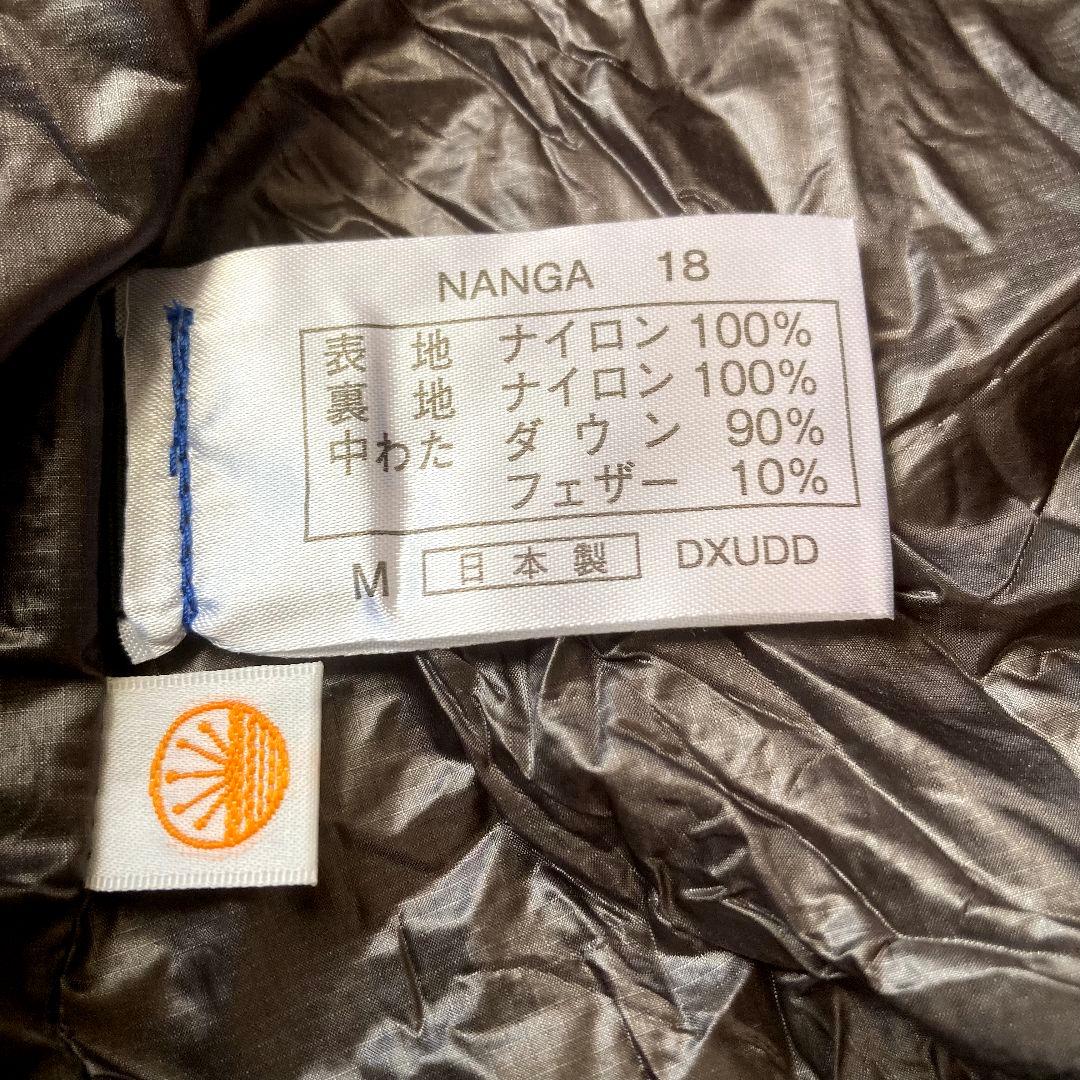 NANGA 18
表 地 ナイロン 100%
裏 地 ナイロン 100%
中わた ダ ウ ン 90%
フェザー 10%
M 日 本 製 DXUDD